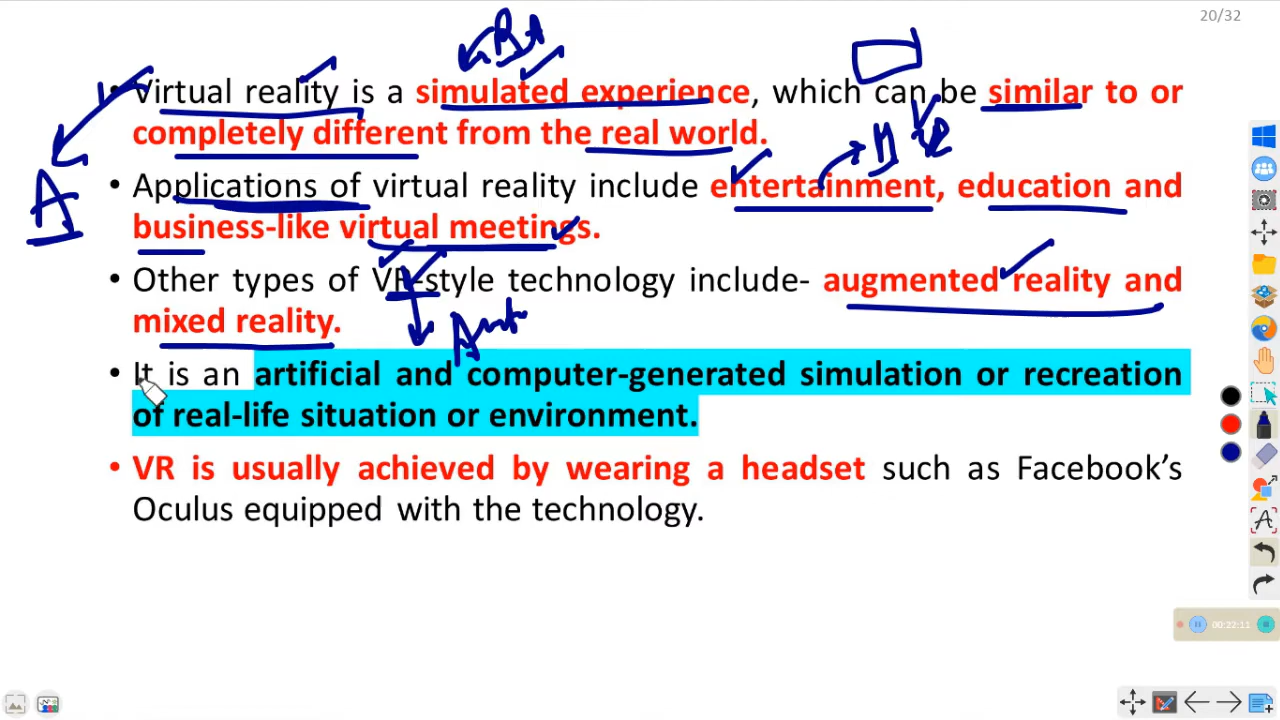 20/32
• Virtual reality is a simulated experience, which can be similar to or
completely different from the real world.
• Applications of virtual reality include entertainment, education and
business-like virtual meetings.
• Other types of VR-style technology include- augmented reality and
mixed reality.
• It is an artificial and computer-generated simulation or recreation
of real-life situation or environment.
• VR is usually achieved by wearing a headset such as Facebook’s
Oculus equipped with the technology.
A
00:22:11